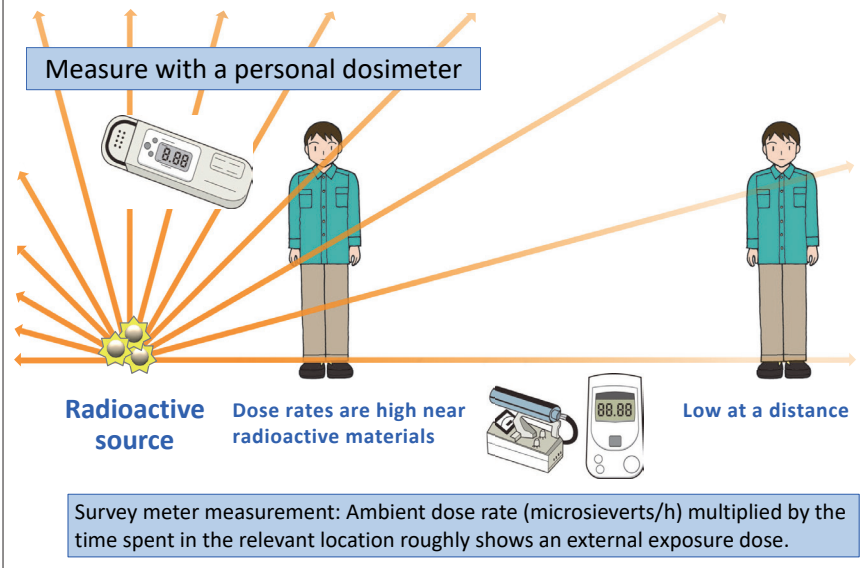 Measure with a personal dosimeter
8.88
Radioactive
source
Dose rates are high near
radioactive materials
88.88
Low at a distance
Survey meter measurement: Ambient dose rate (microsieverts/h) multiplied by the
time spent in the relevant location roughly shows an external exposure dose.